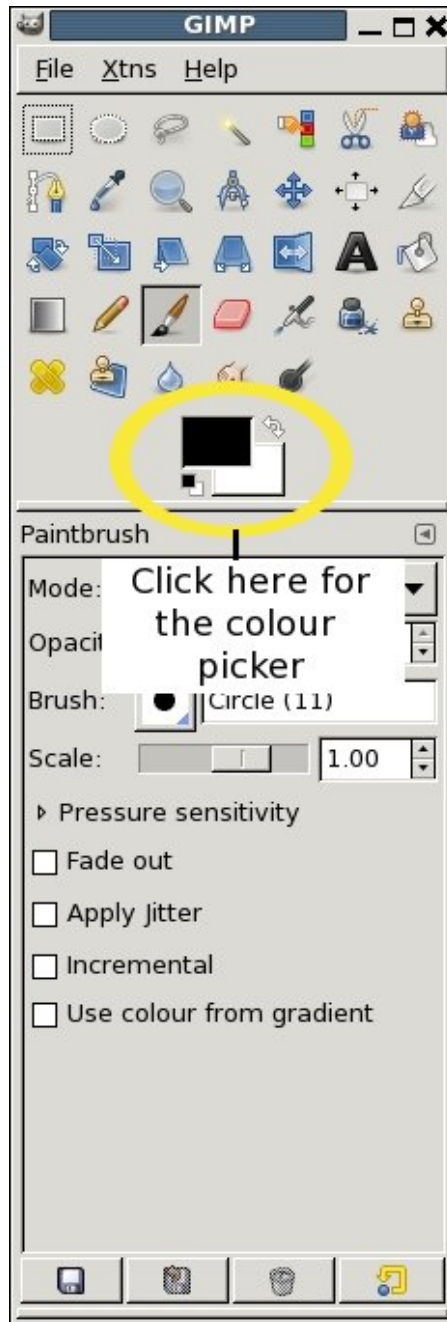 GIMP
File Xtns Help
Paintbrush
Click here for
the colour
picker
Mode:
Opacit
Brush: Circle (11)
Scale: 1.00
Pressure sensitivity
Fade out
Apply Jitter
Incremental
Use colour from gradient